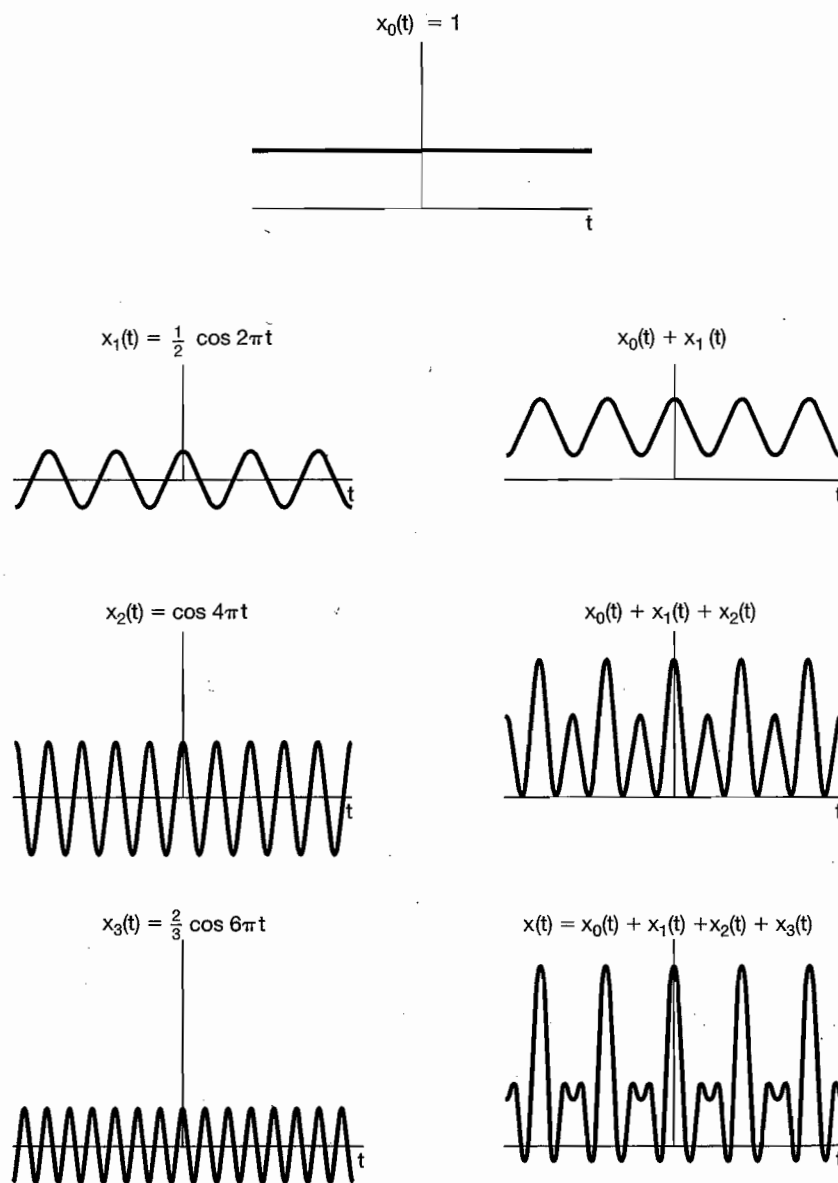 x₀(t) = 1
t
x₁(t) = ½ cos 2πt
t
x₀(t) + x₁ (t)
t
x₂(t) = cos 4πt
t
x₀(t) + x₁(t) + x₂(t)
t
x₃(t) = ⅔ cos 6πt
t
x(t) = x₀(t) + x₁(t) +x₂(t) + x₃(t)
t